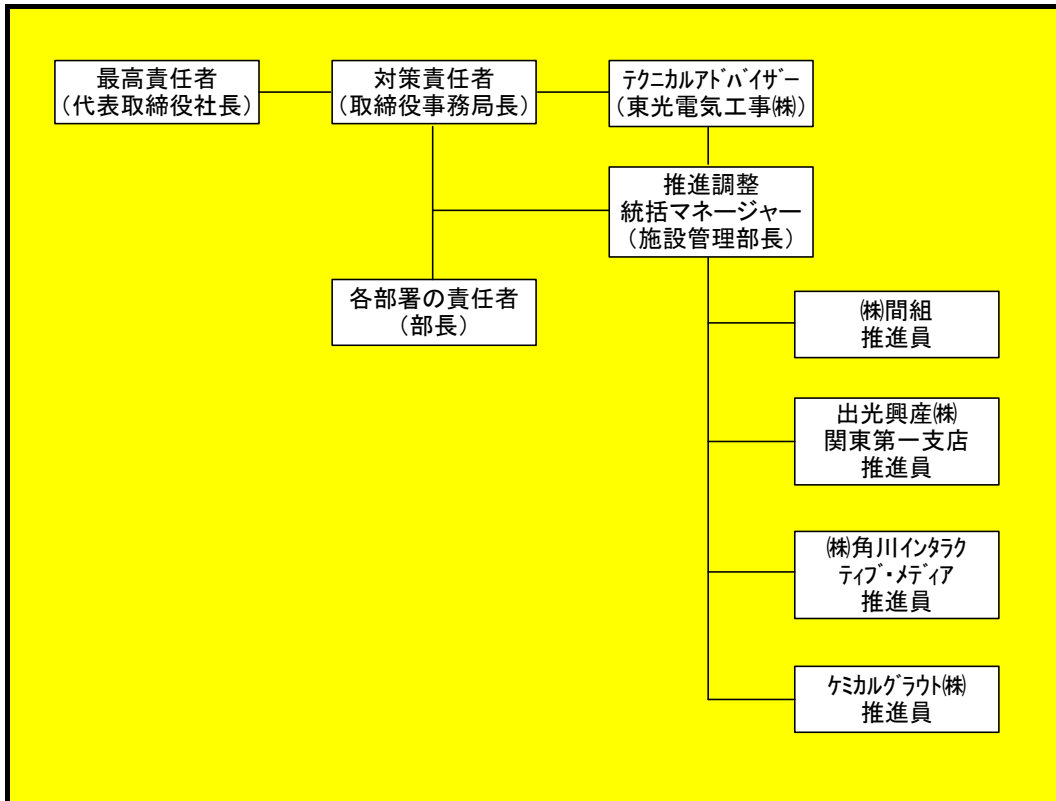 最高責任者
（代表取締役社長）
対策責任者
（取締役事務局長）
ﾃｸﾆｶﾙｱﾄﾞﾊﾞｲｻﾞｰ
（東光電気工事㈱）
推進調整
統括マネージャー
（施設管理部長）
各部署の責任者
（部長）
㈱間組
推進員
出光興産㈱
関東第一支店
推進員
㈱角川インタラク
ﾃｨﾌﾞ・ﾒﾃﾞｨｱ
推進員
ｹﾐｶﾙｸﾞﾗｳﾄ㈱
推進員